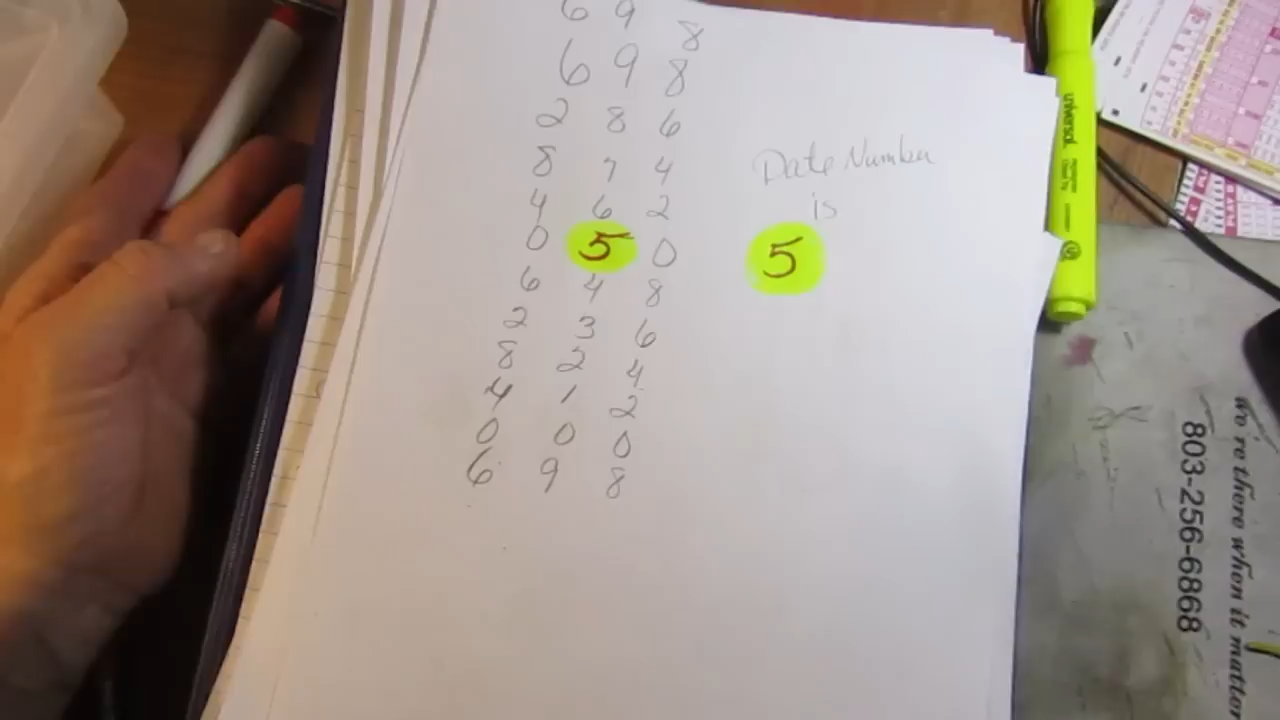 6 9 8
6 9 8
2 8 6
8 7 4
4 6 2
0 5 0
6 4 8
2 3 6
8 2 4
4 1 2
0 0 0
6 9 8
Date Number
is
5
universal
we're there when it matter
803-256-6868